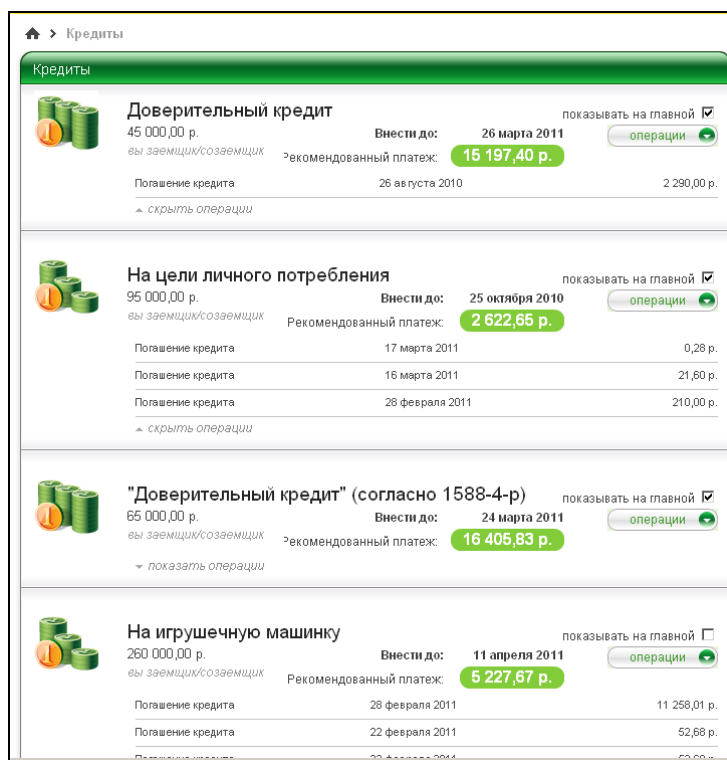 Кредиты
Кредиты
Доверительный кредит
показывать на главной
45 000,00 р.
Внести до: 26 марта 2011
операции
вы заемщик/созаемщик
Рекомендованный платеж: 15 197,40 р.
Погашение кредита 26 августа 2010 2 290,00 р.
скрыть операции
На цели личного потребления
показывать на главной
95 000,00 р.
Внести до: 25 октября 2010
операции
вы заемщик/созаемщик
Рекомендованный платеж: 2 622,65 р.
Погашение кредита 17 марта 2011 0,28 р.
Погашение кредита 16 марта 2011 21,60 р.
Погашение кредита 28 февраля 2011 210,00 р.
скрыть операции
"Доверительный кредит" (согласно 1588-4-р)
показывать на главной
65 000,00 р.
Внести до: 24 марта 2011
операции
вы заемщик/созаемщик
Рекомендованный платеж: 16 405,83 р.
показать операции
На игрушечную машинку
показывать на главной
260 000,00 р.
Внести до: 11 апреля 2011
операции
вы заемщик/созаемщик
Рекомендованный платеж: 5 227,67 р.
Погашение кредита 28 февраля 2011 11 258,01 р.
Погашение кредита 22 февраля 2011 52,68 р.